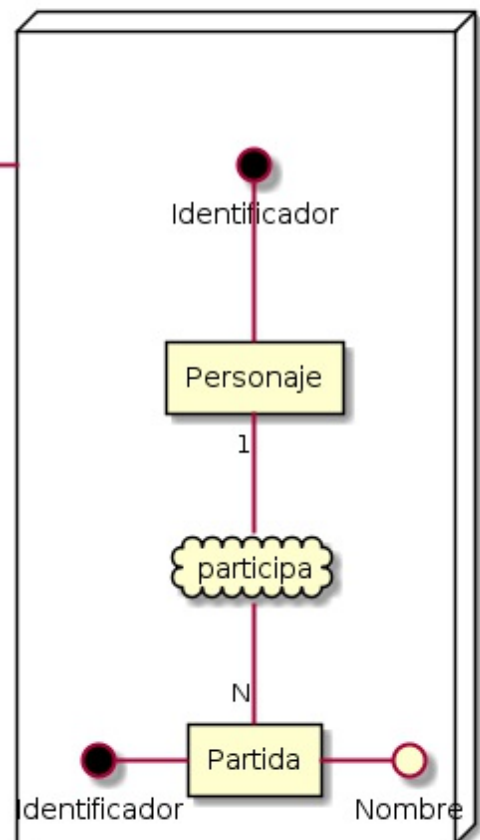 Identificador
Personaje
1
participa
N
Partida
Identificador
Nombre